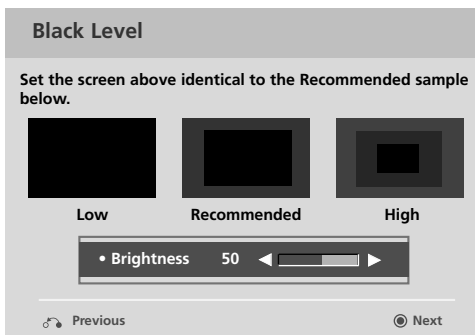 Black Level
Set the screen above identical to the Recommended sample
below.
Low Recommended High
• Brightness 50
Previous Next